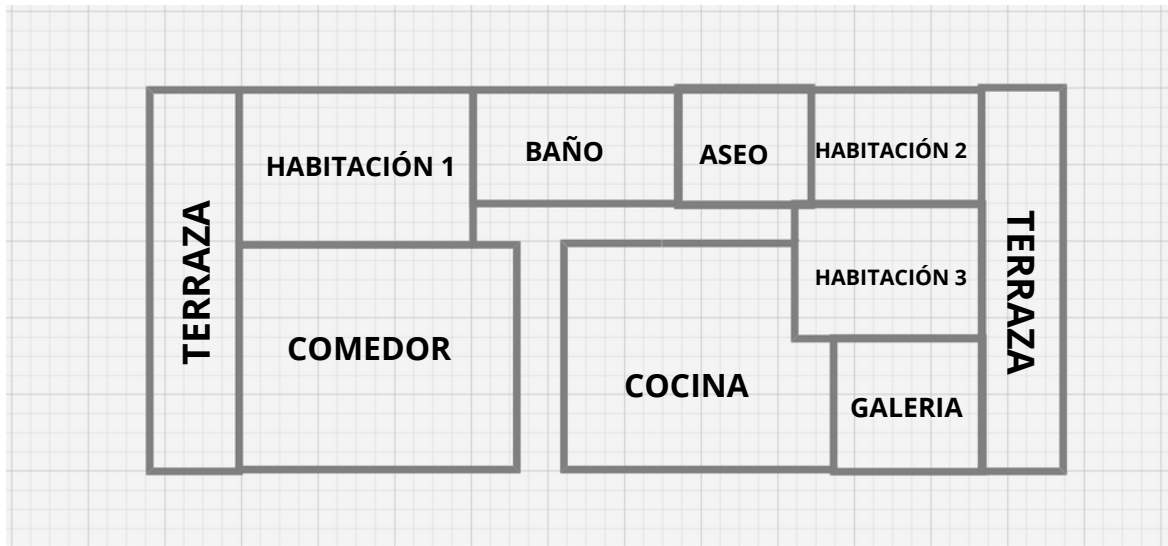 HABITACIÓN 1
BAÑO
ASEO
HABITACIÓN 2
TERRAZA
TERRAZA
HABITACIÓN 3
COMEDOR
COCINA
GALERIA